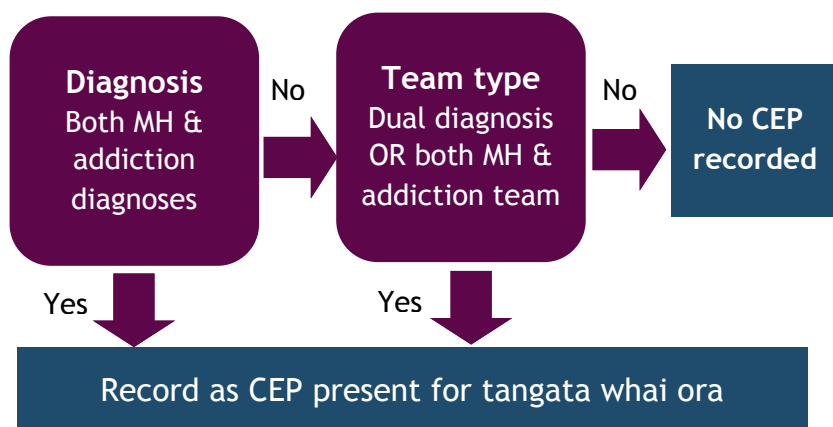 Diagnosis
Both MH &
addiction
diagnoses
No
Team type
Dual diagnosis
OR both MH &
addiction team
No
No CEP
recorded
Yes
Yes
Record as CEP present for tangata whai ora